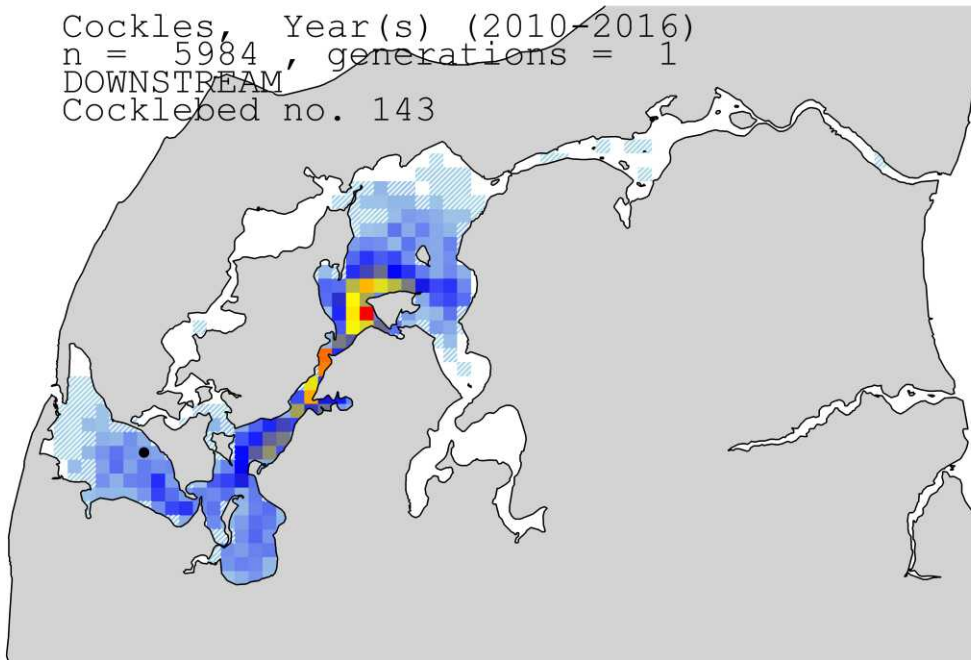 Cockles, Year(s) (2010-2016)
n = 5984 , generations = 1
DOWNSTREAM
Cocklebed no. 143